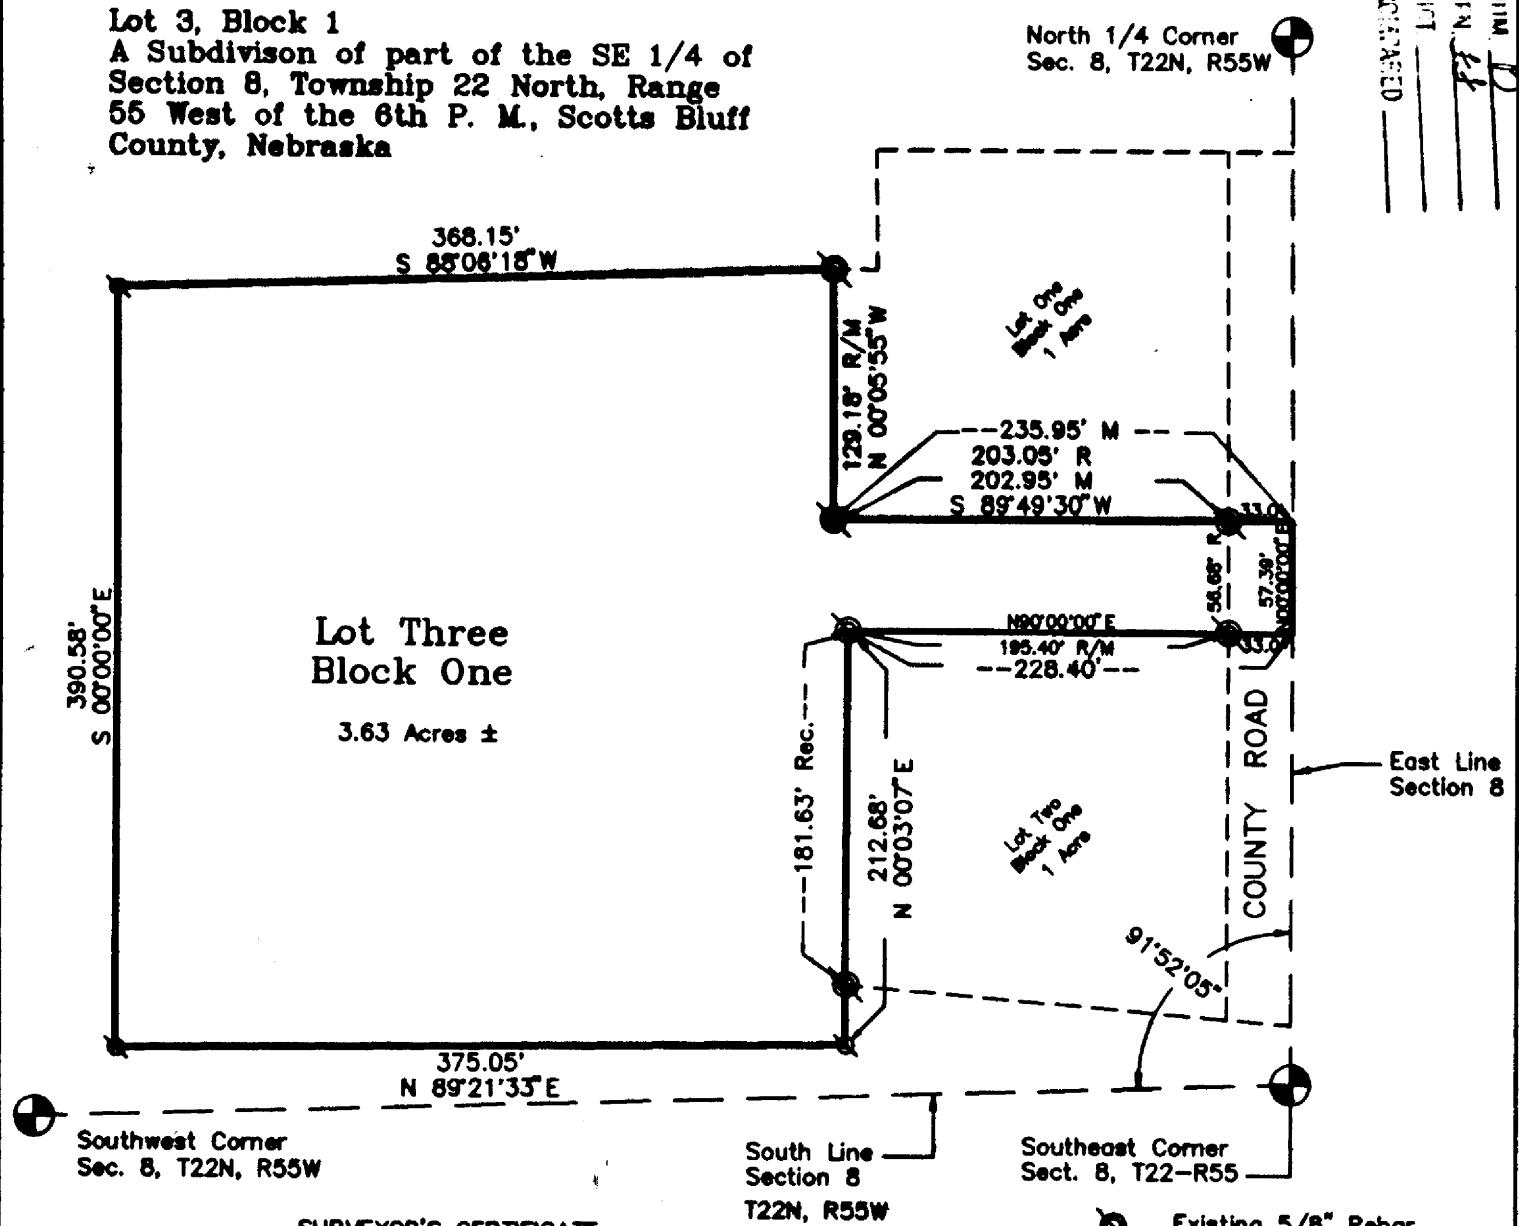 Lot 3, Block 1
A Subdivison of part of the SE 1/4 of
Section 8, Township 22 North, Range
55 West of the 6th P. M., Scotts Bluff
County, Nebraska
North 1/4 Corner
Sec. 8, T22N, R55W
368.15'
S 88°06'18" W
129.18' R/M
N 00°05'55" W
Lot One
Block One
1 Acre
235.95' M
203.05' R
202.95' M
S 89°49'30" W
56.68' R
57.39'
N00°00'00" E
N90°00'00" E
195.40' R/M
228.40'
390.58'
S 00°00'00" E
Lot Three
Block One
3.63 Acres ±
181.63' Rec.
212.68'
N 00°03'07" E
Lot Two
Block One
1 Acre
COUNTY ROAD
East Line
Section 8
91°52'05"
375.05'
N 89°21'33" E
Southwest Corner
Sec. 8, T22N, R55W
South Line
Section 8
T22N, R55W
Southeast Corner
Sect. 8, T22-R55
SURVEYOR'S CERTIFICATE
Existing 5/8" Rebar